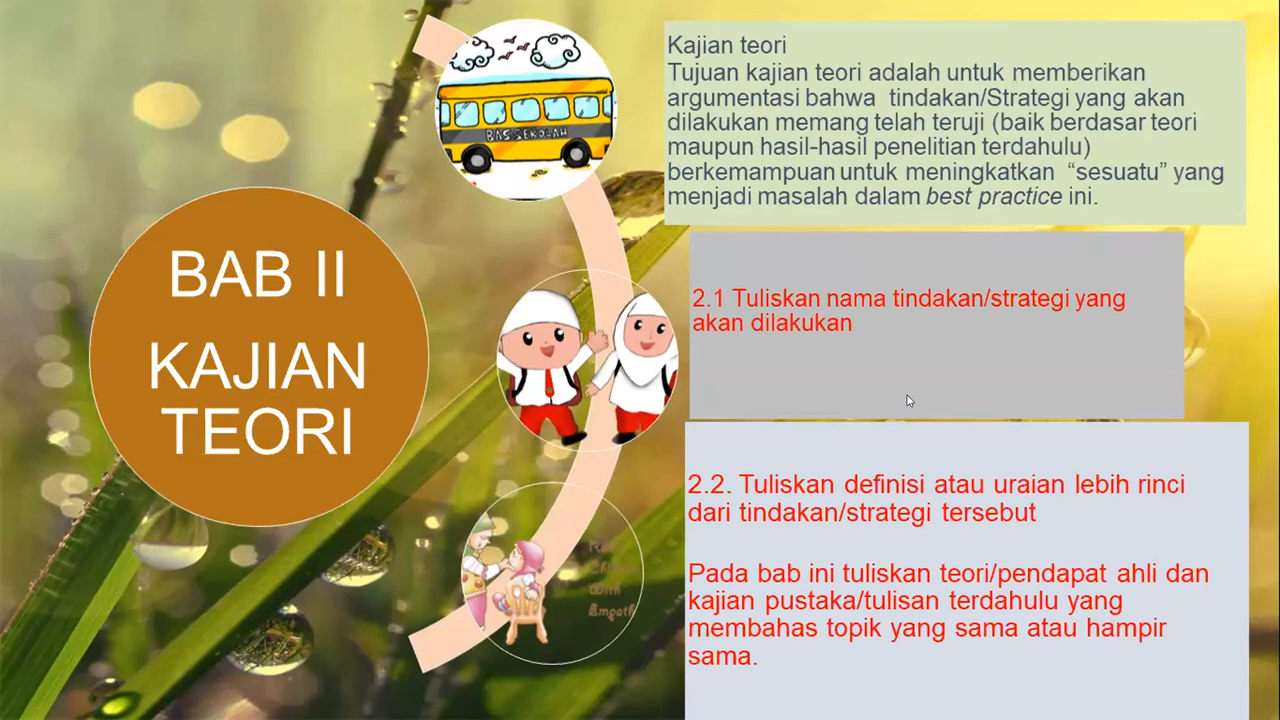 BAB II
KAJIAN
TEORI
BAS SEKOLAH
Kajian teori
Tujuan kajian teori adalah untuk memberikan
argumentasi bahwa tindakan/Strategi yang akan
dilakukan memang telah teruji (baik berdasar teori
maupun hasil-hasil penelitian terdahulu)
berkemampuan untuk meningkatkan “sesuatu” yang
menjadi masalah dalam best practice ini.
2.1 Tuliskan nama tindakan/strategi yang
akan dilakukan
With
2.2. Tuliskan definisi atau uraian lebih rinci
dari tindakan/strategi tersebut
Pada bab ini tuliskan teori/pendapat ahli dan
kajian pustaka/tulisan terdahulu yang
membahas topik yang sama atau hampir
sama.